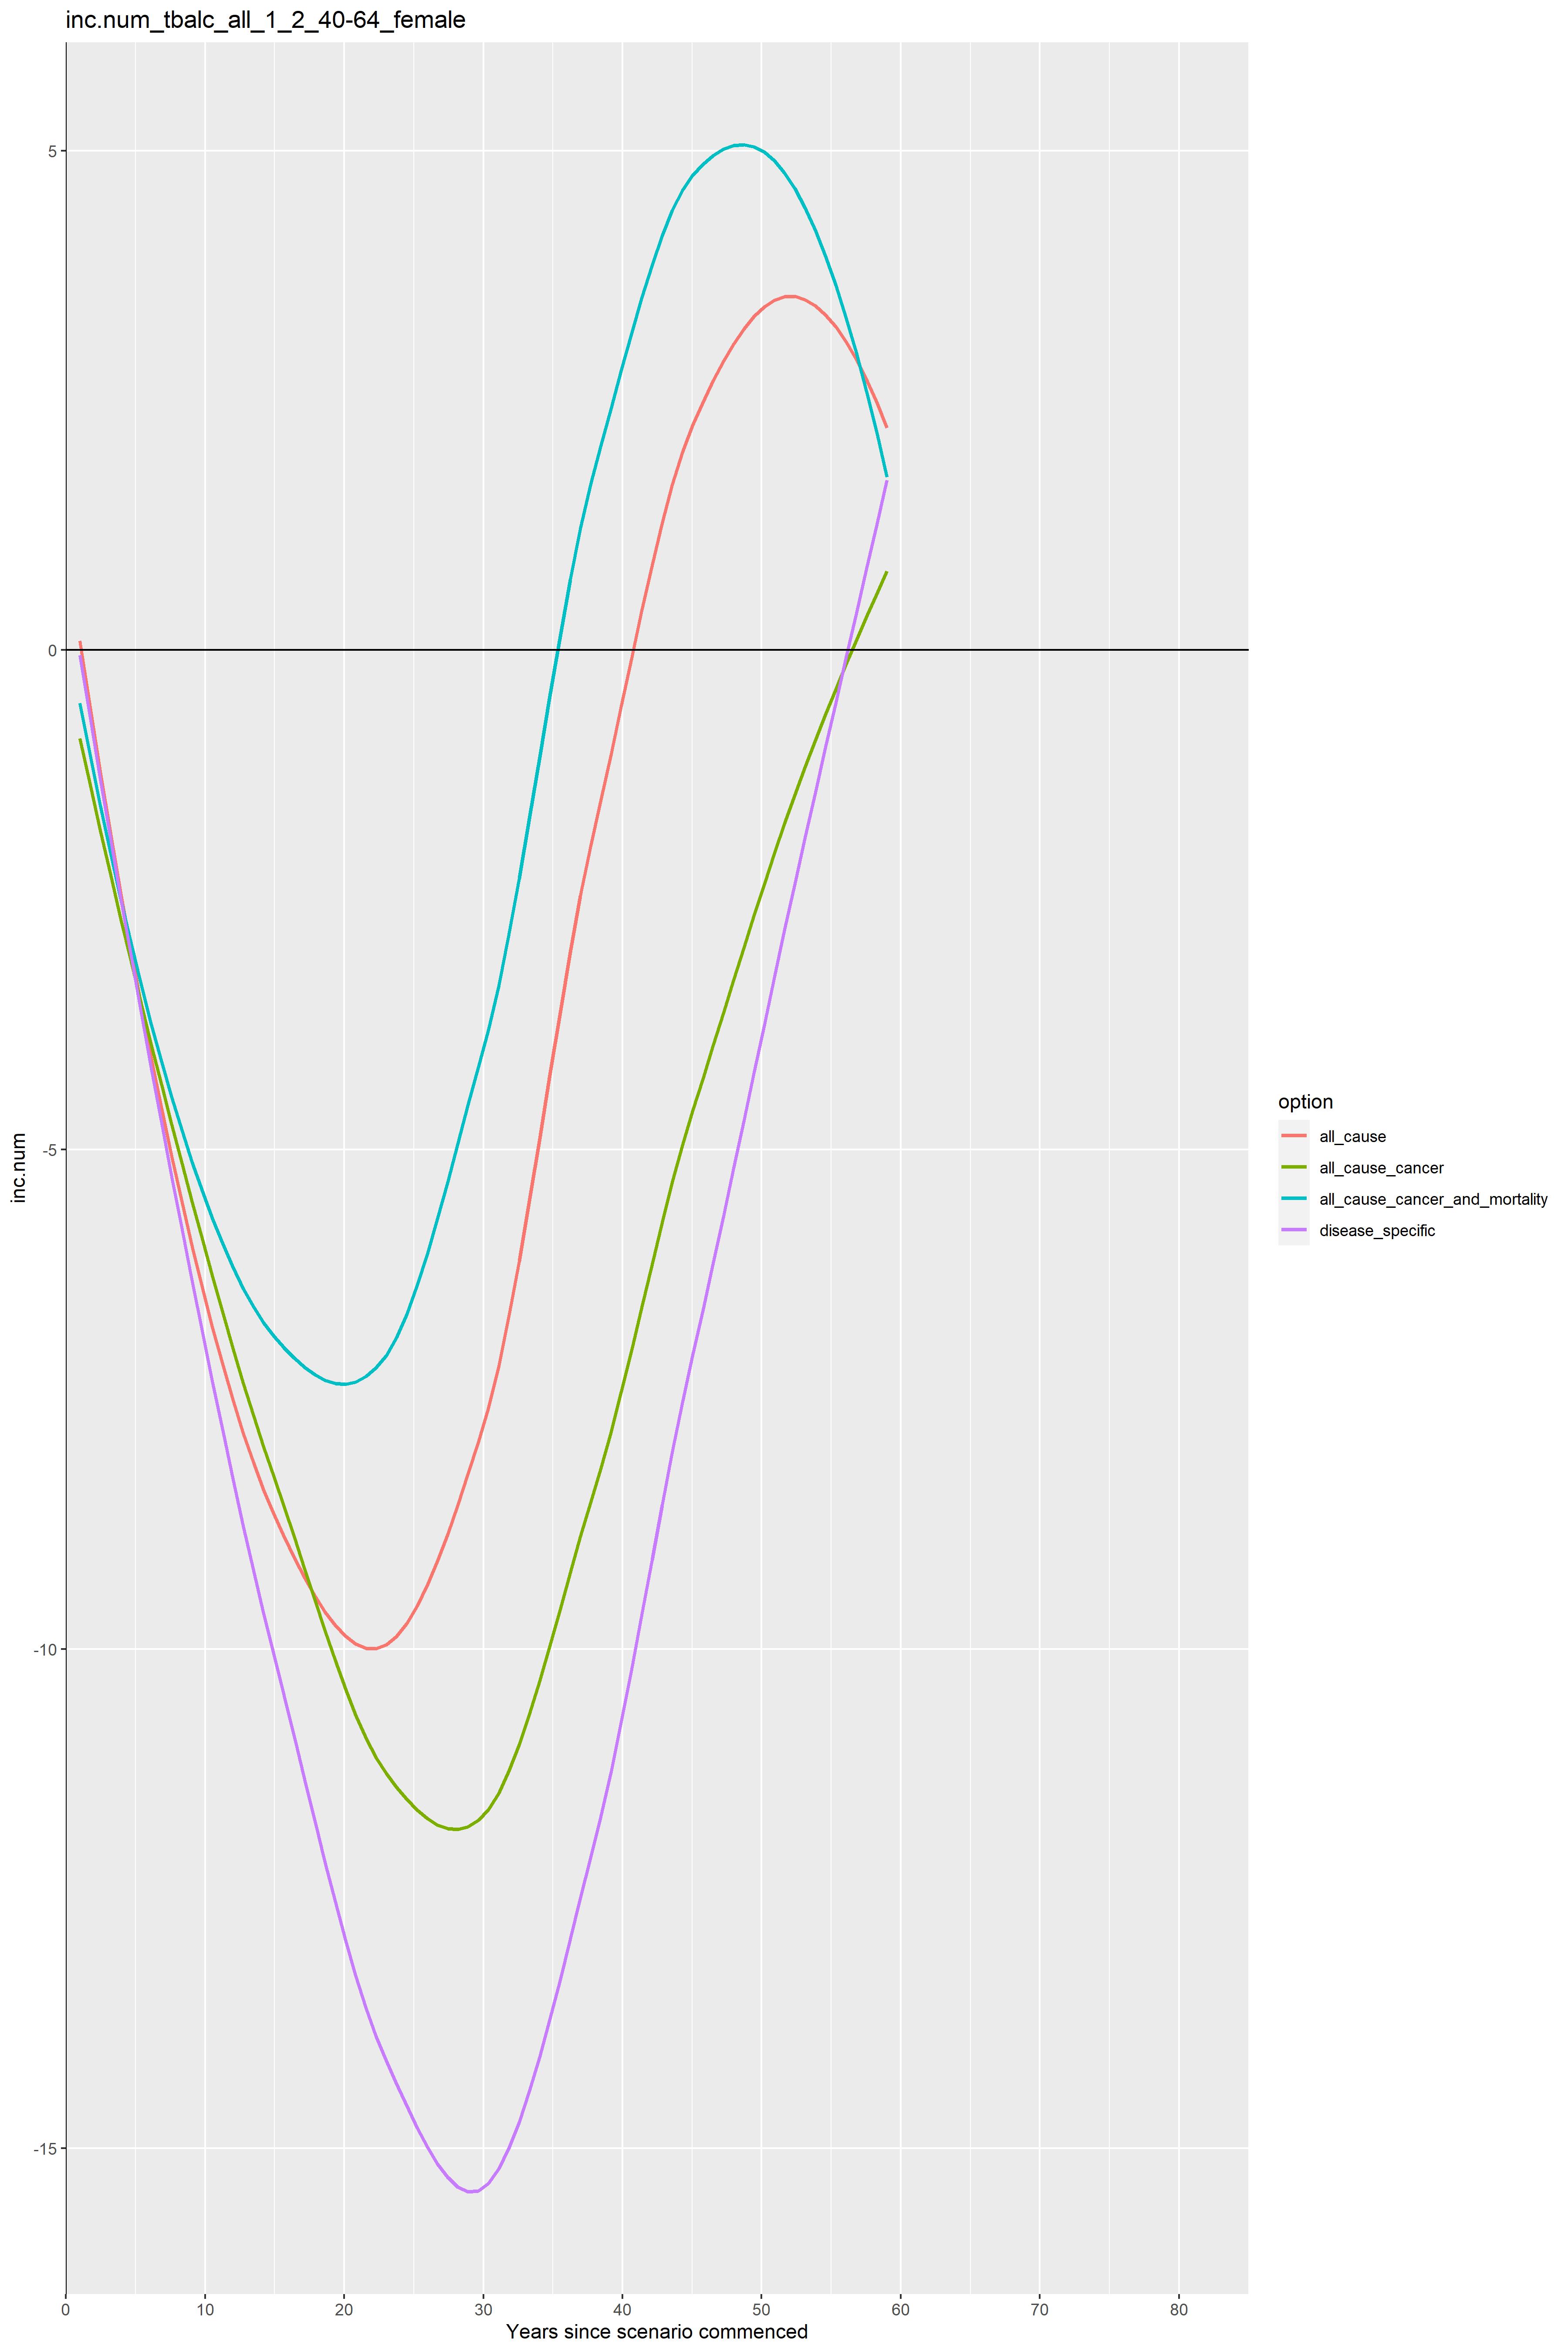 inc.num_tbalc_all_1_2_40-64_female
inc.num
5
0
-5
-10
-15
0 10 20 30 40 50 60 70 80
Years since scenario commenced
option
all_cause
all_cause_cancer
all_cause_cancer_and_mortality
disease_specific